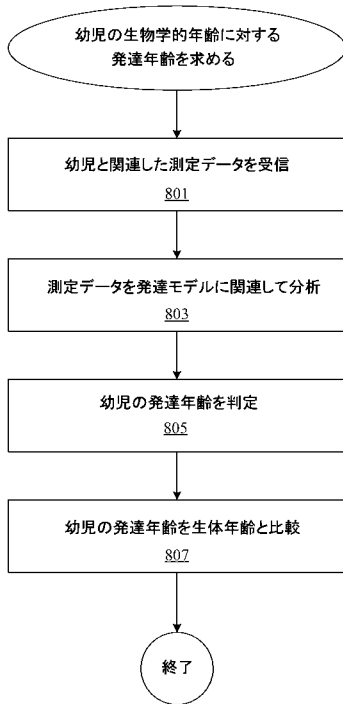 幼児の生物学的年齢に対する
発達年齢を求める
幼児と関連した測定データを受信
801
測定データを発達モデルに関連して分析
803
幼児の発達年齢を判定
805
幼児の発達年齢を生体年齢と比較
807
終了